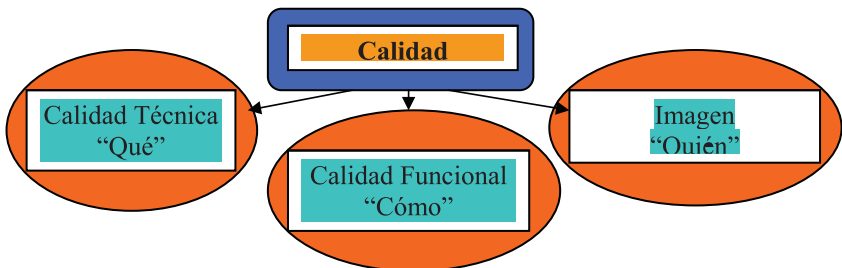 Calidad
Calidad Técnica
“Qué”
Calidad Funcional
“Cómo”
Imagen
“Quién”